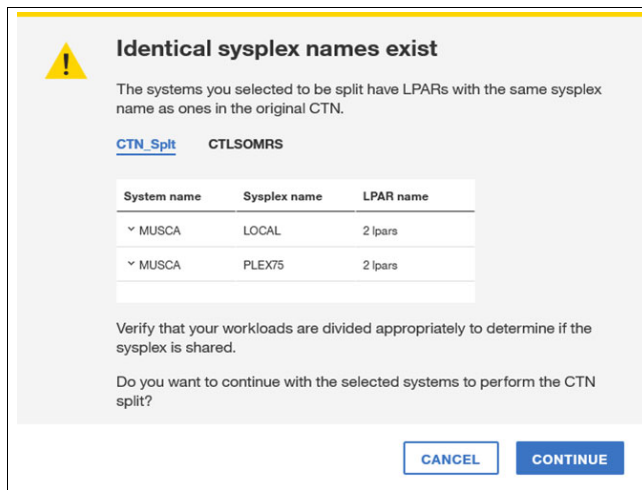 Identical sysplex names exist
The systems you selected to be split have LPARs with the same sysplex
name as ones in the original CTN.
CTN_Splt CTLSOMRS
System name Sysplex name LPAR name
MUSCA LOCAL 2 lpars
MUSCA PLEX75 2 lpars
Verify that your workloads are divided appropriately to determine if the
sysplex is shared.
Do you want to continue with the selected systems to perform the CTN
split?
CANCEL CONTINUE